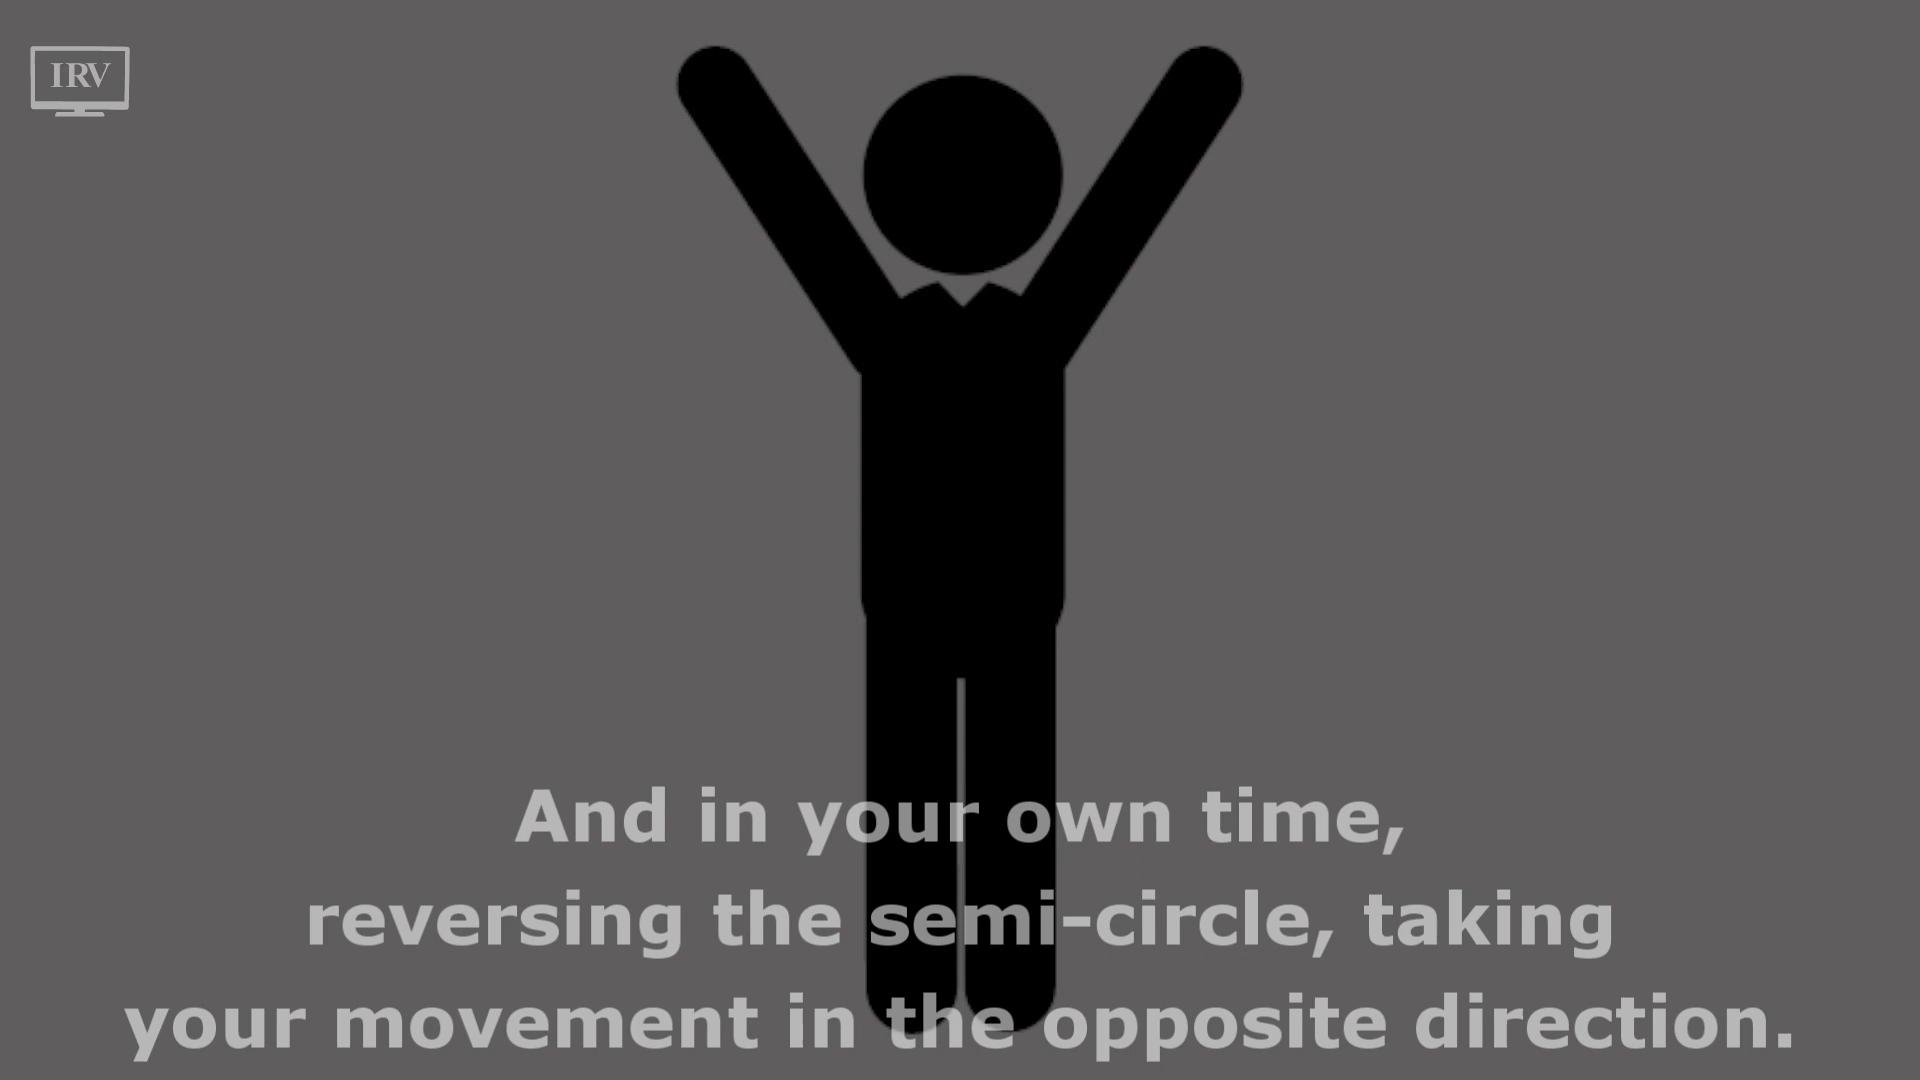 IRV
And in your own time,
reversing the semi-circle, taking
your movement in the opposite direction.